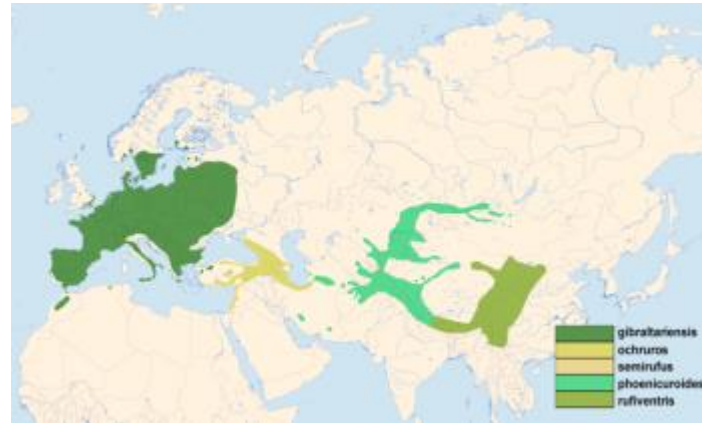 gibraltariensis
ochruros
semirufus
phoenicuroides
rufiventris